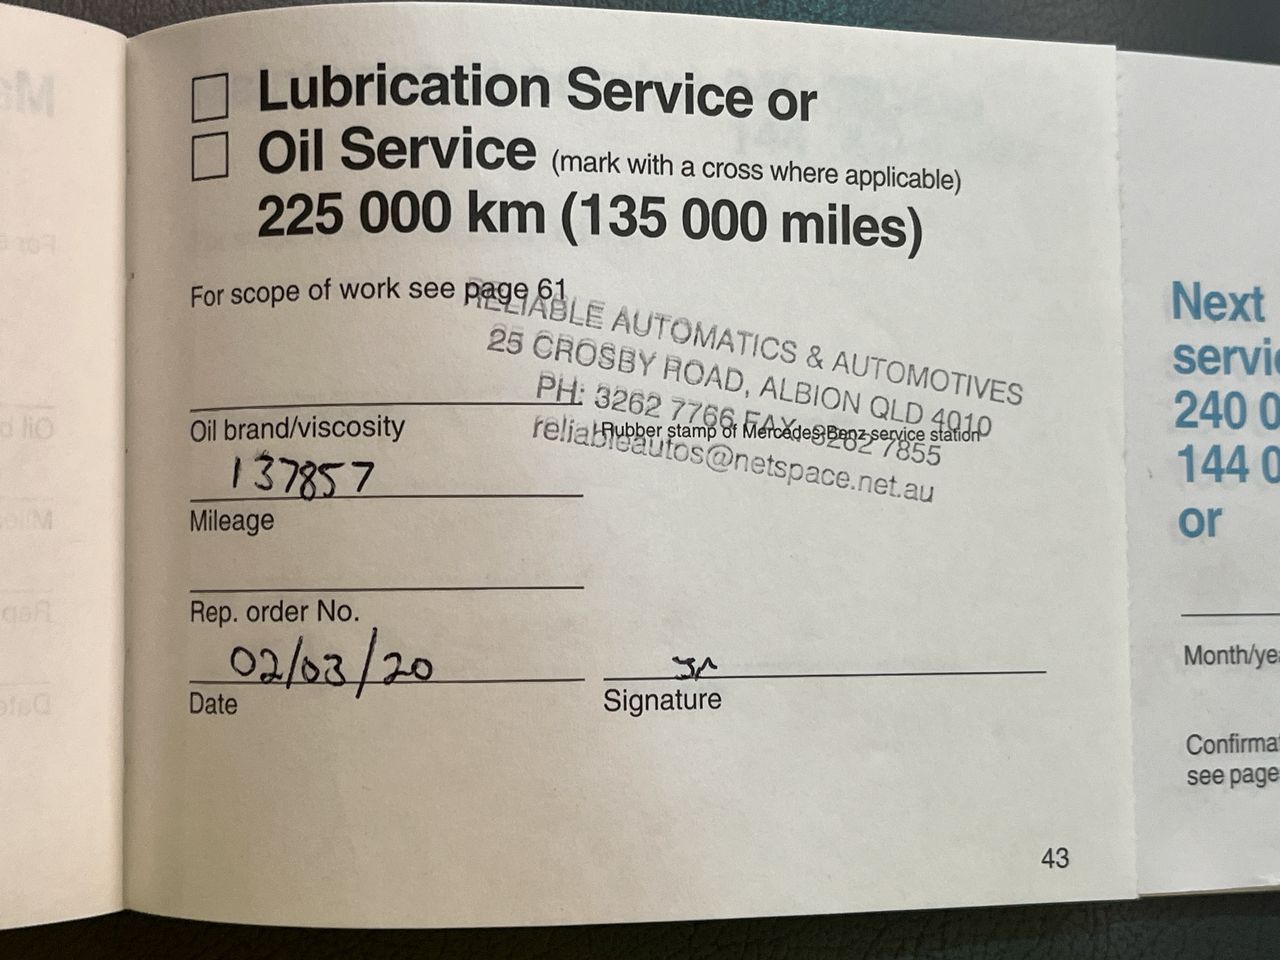 Lubrication Service or
Oil Service (mark with a cross where applicable)
225 000 km (135 000 miles)
For scope of work see page 61
RELIABLE AUTOMATICS & AUTOMOTIVES
25 CROSBY ROAD, ALBION QLD 4010
PH: 3262 7766 FAX: 3262 7855
reliableautos@netspace.net.au
Rubber stamp of Mercedes-Benz service station
Oil brand/viscosity
137857
Mileage
Rep. order No.
02/03/20
Date
Signature
43
Next
servic
240 0
144 0
or
Month/ye
Confirma
see page